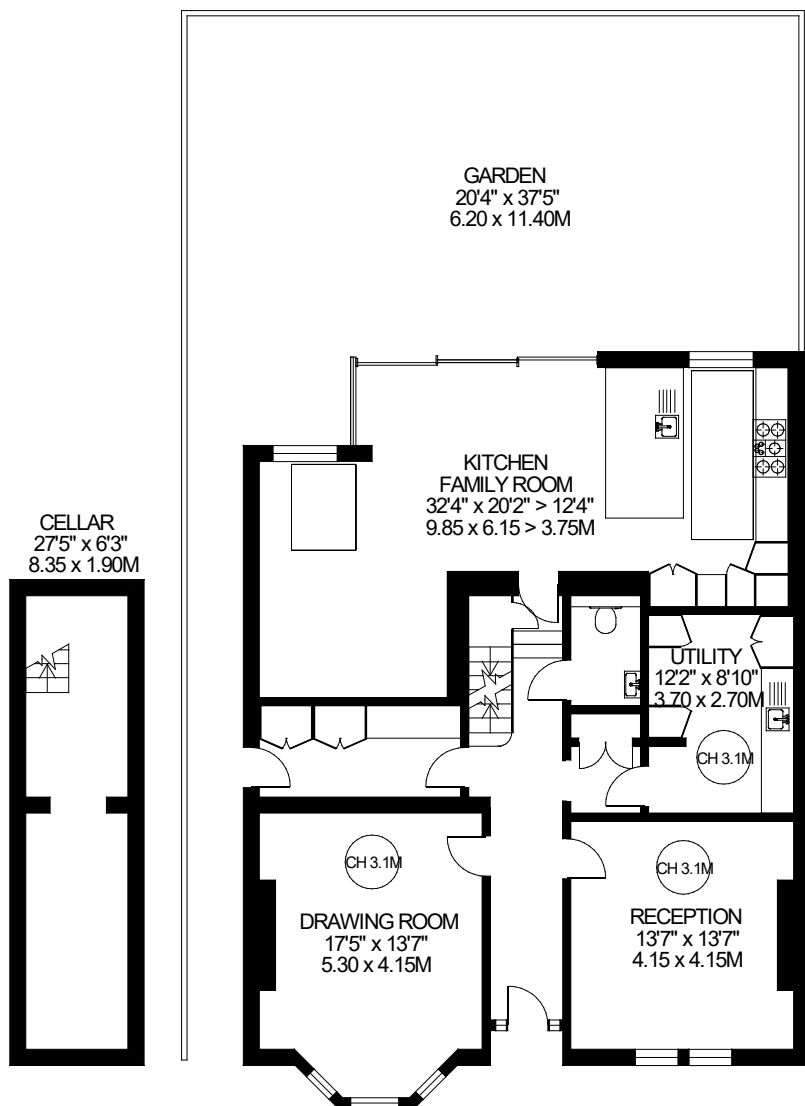 GARDEN
20'4" x 37'5"
6.20 x 11.40M
KITCHEN
FAMILY ROOM
32'4" x 20'2" > 12'4"
9.85 x 6.15 > 3.75M
CELLAR
27'5" x 6'3"
8.35 x 1.90M
UTILITY
12'2" x 8'10"
3.70 x 2.70M
CH 3.1M
CH 3.1M
DRAWING ROOM
17'5" x 13'7"
5.30 x 4.15M
CH 3.1M
RECEPTION
13'7" x 13'7"
4.15 x 4.15M